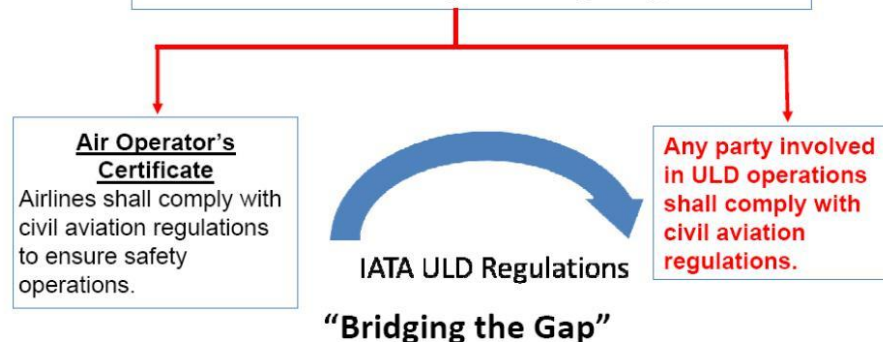 Air Operator's
Certificate
Airlines shall comply with
civil aviation regulations
to ensure safety
operations.
Any party involved
in ULD operations
shall comply with
civil aviation
regulations.
IATA ULD Regulations
“Bridging the Gap”